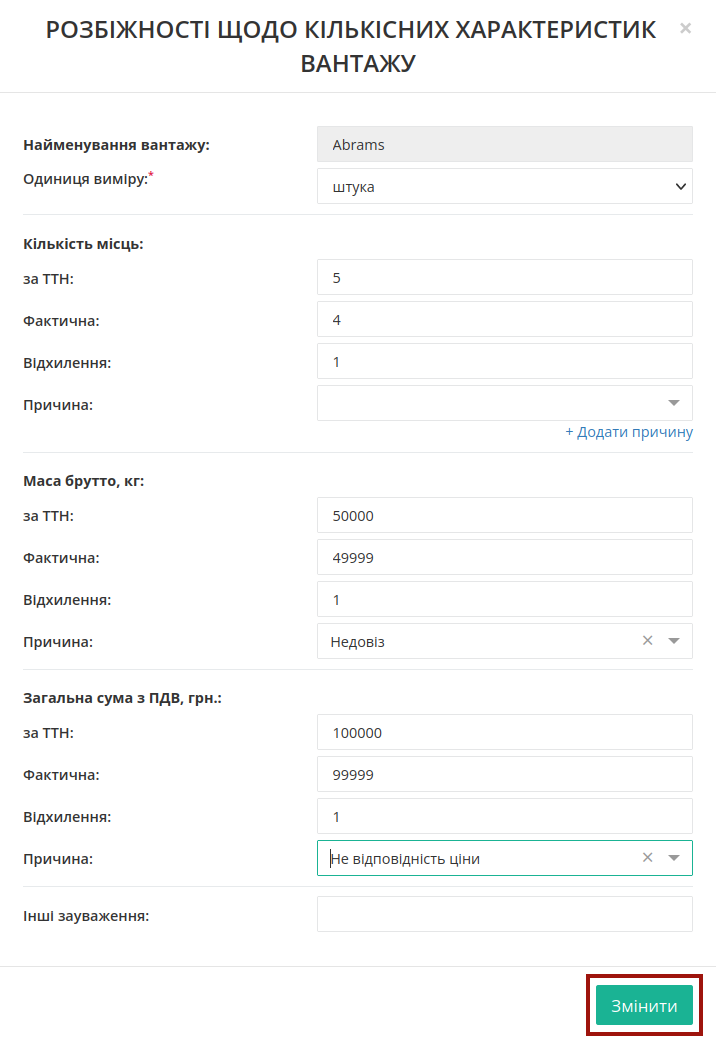 РОЗБІЖНОСТІ ЩОДО КІЛЬКІСНИХ ХАРАКТЕРИСТИК
ВАНТАЖУ
×
Найменування вантажу:
Abrams
Одиниця виміру:*
штука
Кількість місць:
за ТТН:
5
Фактична:
4
Відхилення:
1
Причина:
+ Додати причину
Маса брутто, кг:
за ТТН:
50000
Фактична:
49999
Відхилення:
1
Причина:
Недовіз ×
Загальна сума з ПДВ, грн.:
за ТТН:
100000
Фактична:
99999
Відхилення:
1
Причина:
Не відповідність ціни ×
Інші зауваження:
Змінити